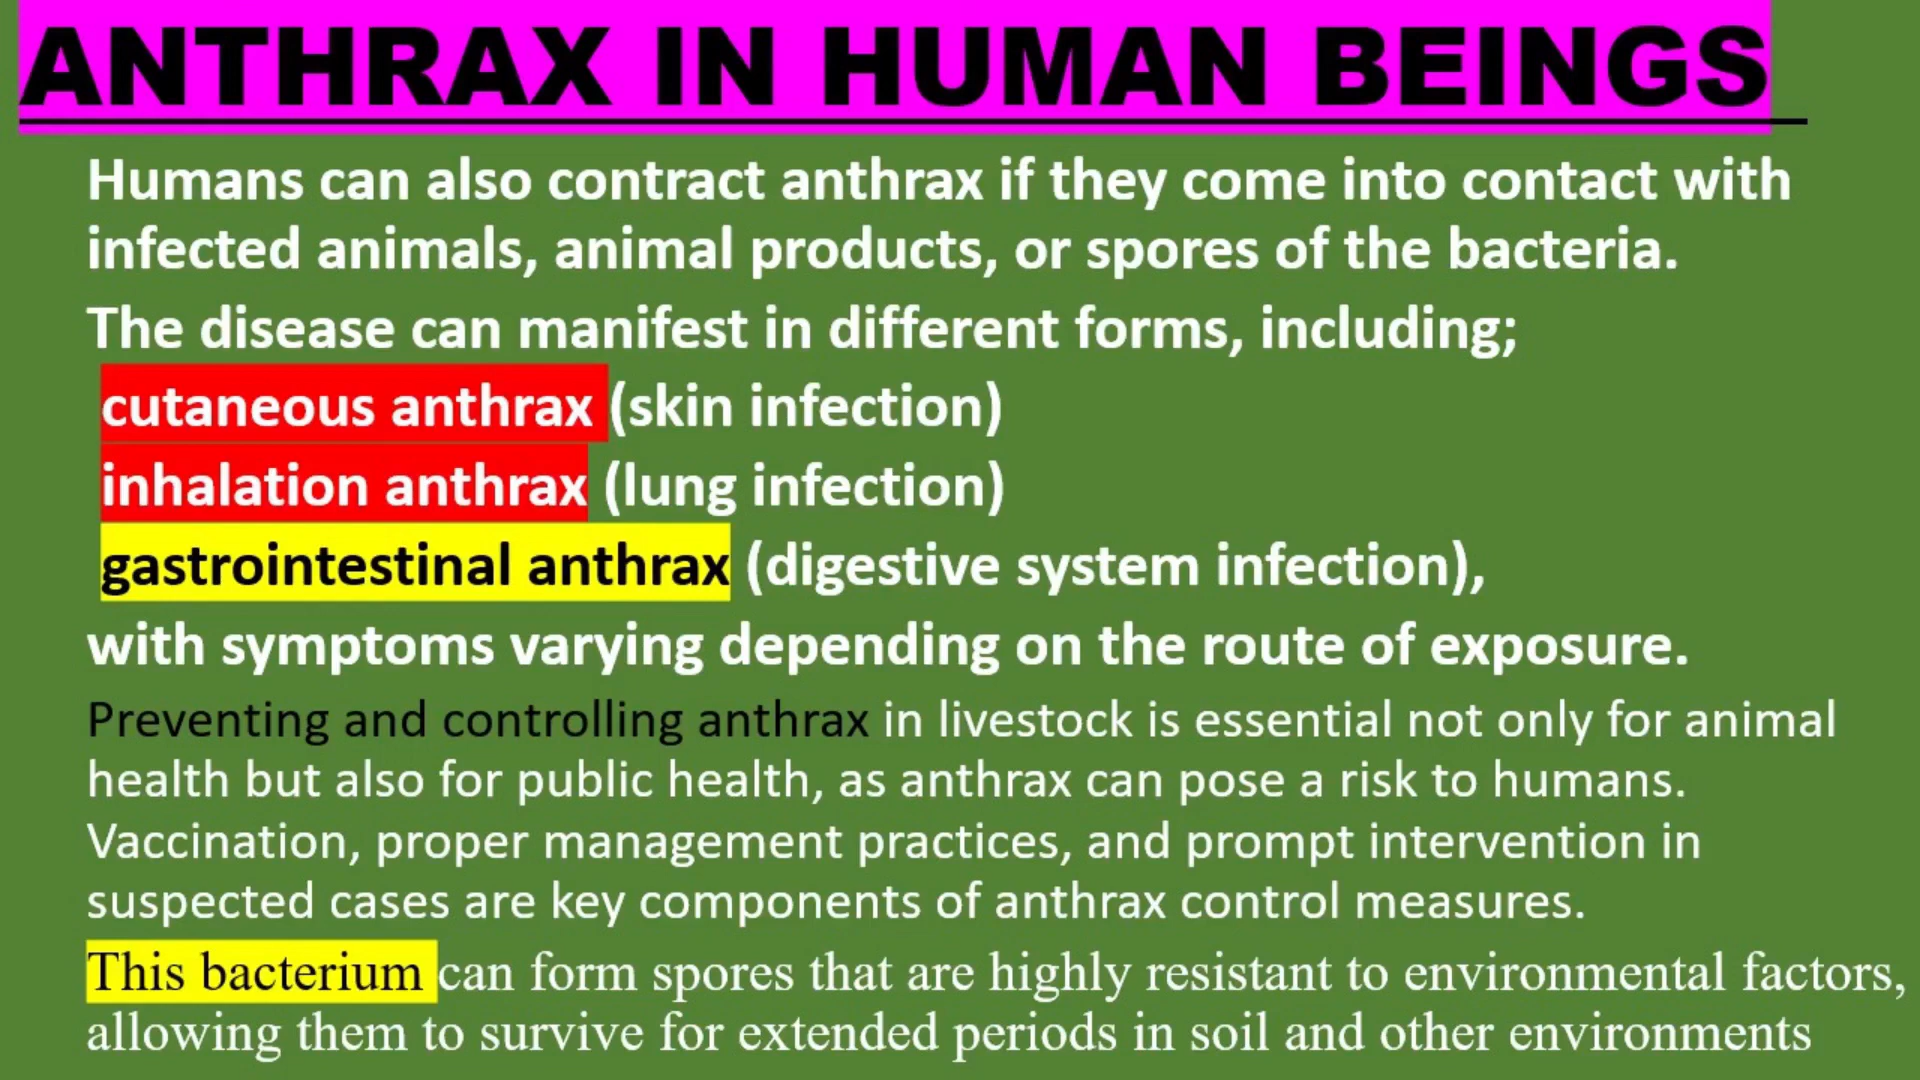 ANTHRAX IN HUMAN BEINGS
Humans can also contract anthrax if they come into contact with
infected animals, animal products, or spores of the bacteria.
The disease can manifest in different forms, including;
cutaneous anthrax (skin infection)
inhalation anthrax (lung infection)
gastrointestinal anthrax (digestive system infection),
with symptoms varying depending on the route of exposure.
Preventing and controlling anthrax in livestock is essential not only for animal
health but also for public health, as anthrax can pose a risk to humans.
Vaccination, proper management practices, and prompt intervention in
suspected cases are key components of anthrax control measures.
This bacterium can form spores that are highly resistant to environmental factors,
allowing them to survive for extended periods in soil and other environments